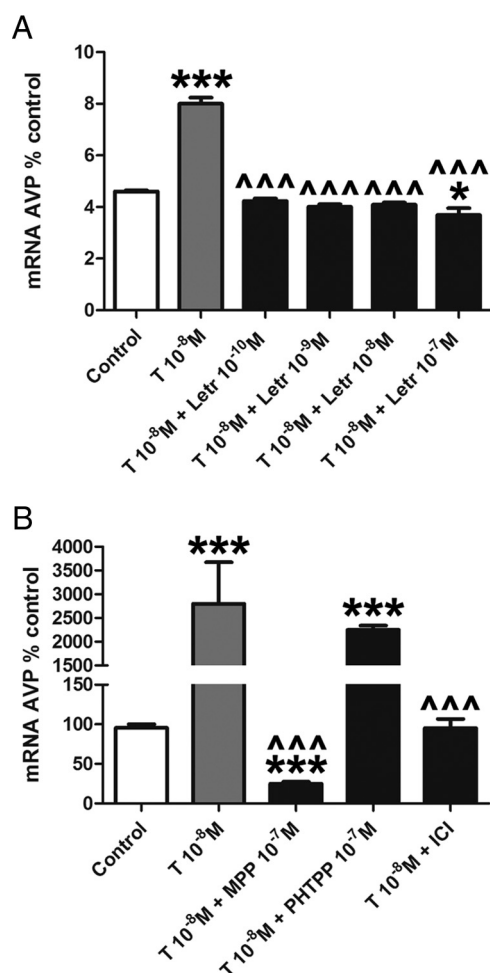 A
mRNA AVP % control
10
8
6
4
2
0
***
^^^
^^^
^^^
^^^
*
Control
T 10⁻⁸M
T 10⁻⁸M + Letr 10⁻¹⁰M
T 10⁻⁸M + Letr 10⁻⁹M
T 10⁻⁸M + Letr 10⁻⁸M
T 10⁻⁸M + Letr 10⁻⁷M
B
mRNA AVP % control
4000
3500
3000
2500
2000
1500
150
100
50
0
***
^^^
***
***
^^^
Control
T 10⁻⁸M
T 10⁻⁸M + MPP 10⁻⁷M
T 10⁻⁸M + PHTPP 10⁻⁷M
T 10⁻⁸M + ICI